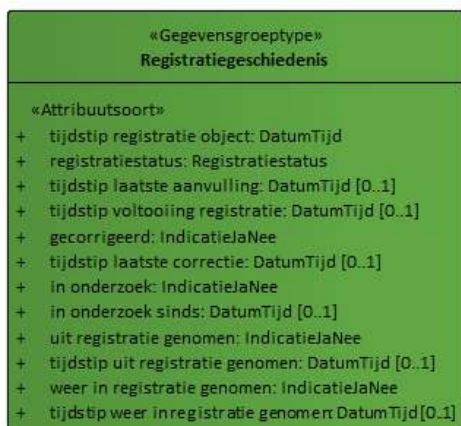 «Gegevensgroeptype»
Registratiegeschiedenis
«Attribuutsoort»
+ tijdstip registratie object: DatumTijd
+ registratiestatus: Registratiestatus
+ tijdstip laatste aanvulling: DatumTijd [0..1]
+ tijdstip voltooiing registratie: DatumTijd [0..1]
+ gecorrigeerd: IndicatieJaNee
+ tijdstip laatste correctie: DatumTijd [0..1]
+ in onderzoek: IndicatieJaNee
+ in onderzoek sinds: DatumTijd [0..1]
+ uit registratie genomen: IndicatieJaNee
+ tijdstip uit registratie genomen: DatumTijd [0..1]
+ weer in registratie genomen: IndicatieJaNee
+ tijdstip weer in registratie genomen: DatumTijd [0..1]